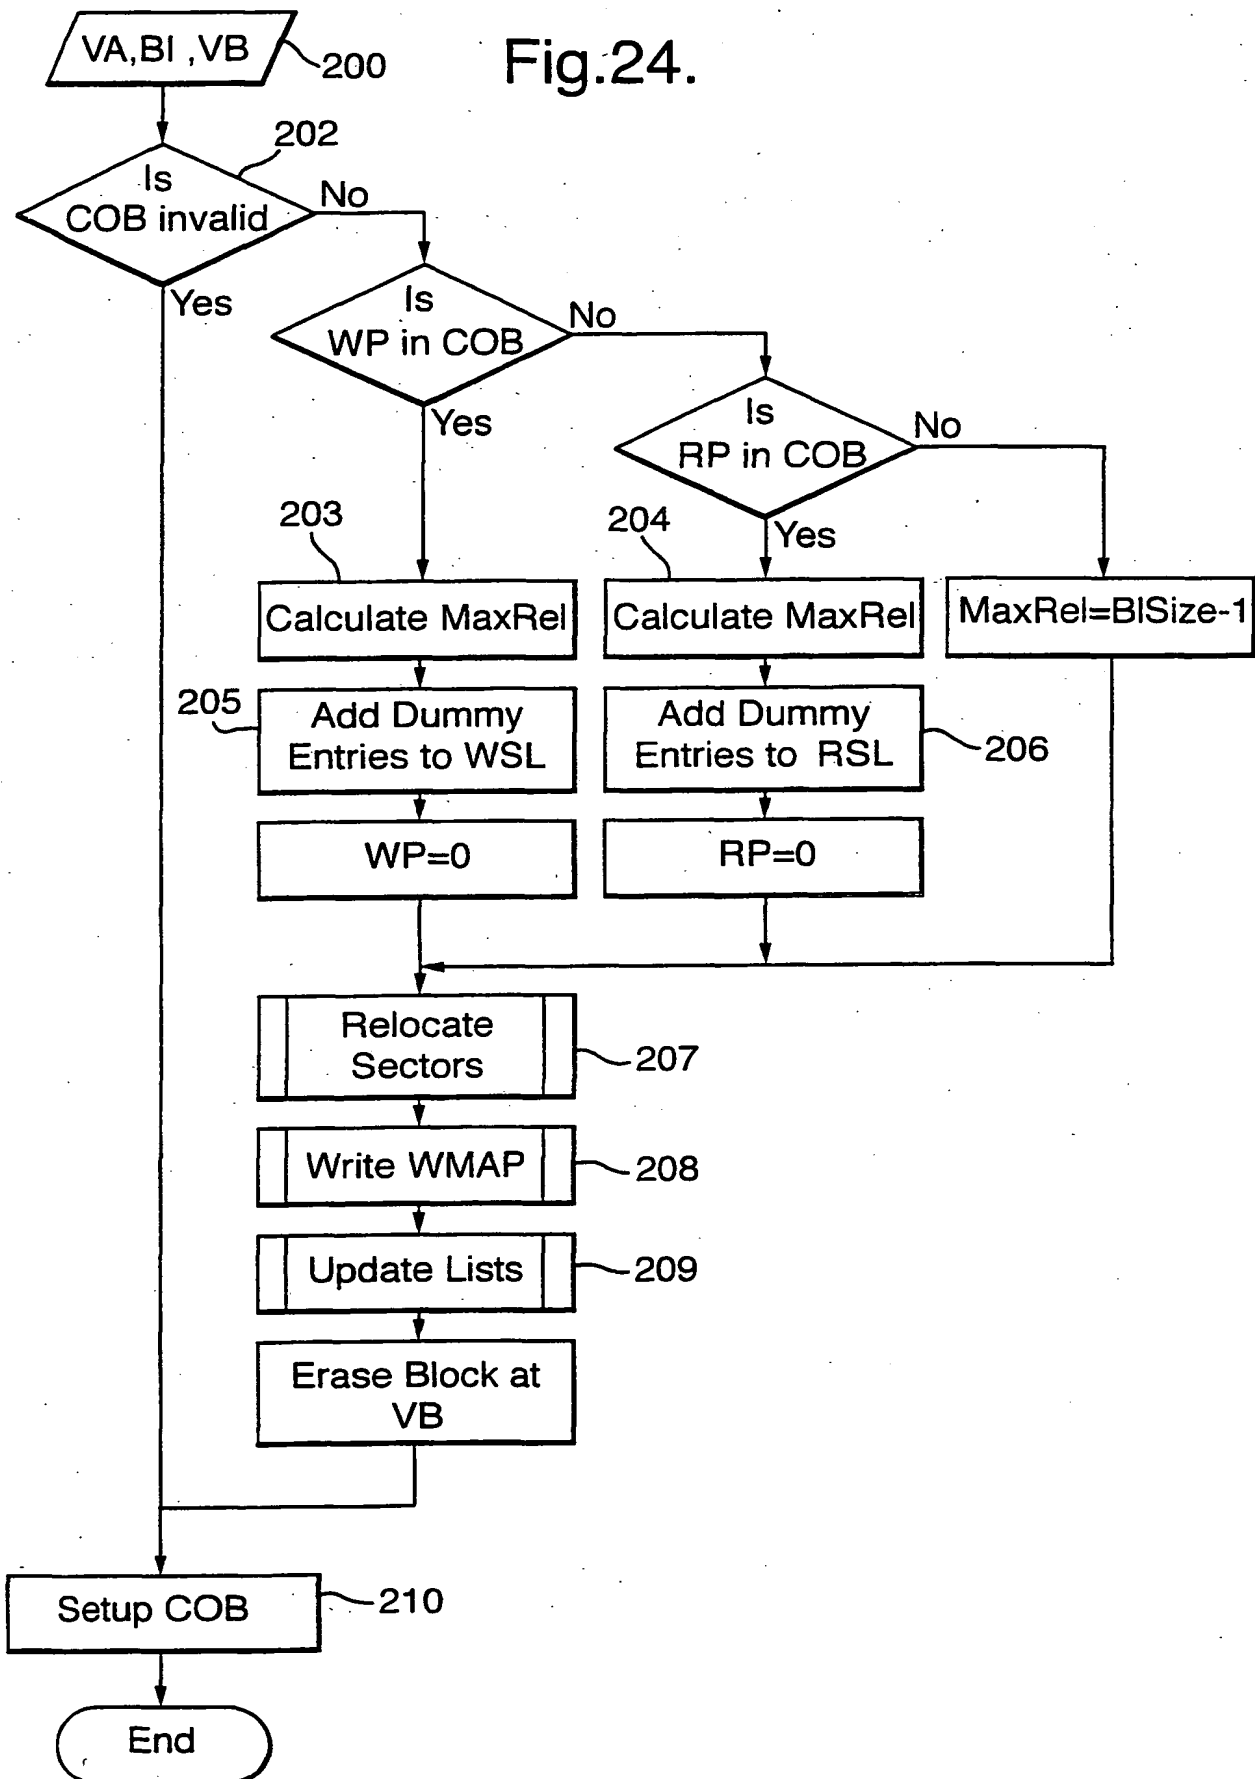 VA,BI ,VB
200
Fig.24.
202
Is
COB invalid
No
Yes
Is
WP in COB
No
Yes
Is
RP in COB
No
Yes
203
204
Calculate MaxRel
Calculate MaxRel
MaxRel=BISize-1
205
Add Dummy
Entries to WSL
Add Dummy
Entries to RSL
206
WP=0
RP=0
Relocate
Sectors
207
Write WMAP
208
Update Lists
209
Erase Block at
VB
Setup COB
210
End